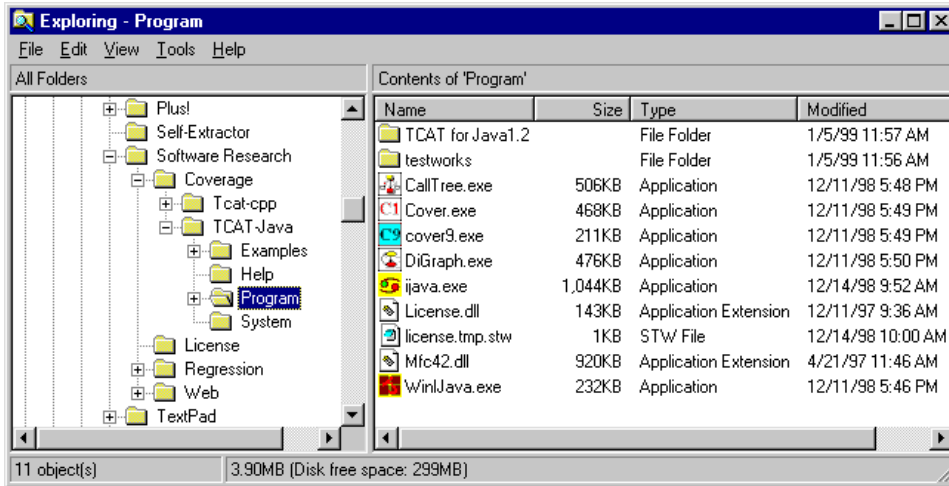 Exploring - Program
File Edit View Tools Help
All Folders
Contents of 'Program'
Plus!
Self-Extractor
Software Research
Coverage
Tcat-cpp
TCAT-Java
Examples
Help
Program
System
License
Regression
Web
TextPad
Name Size Type Modified
TCAT for Java1.2 File Folder 1/5/99 11:57 AM
testworks File Folder 1/5/99 11:56 AM
CallTree.exe 506KB Application 12/11/98 5:48 PM
C1 Cover.exe 468KB Application 12/11/98 5:49 PM
C9 cover9.exe 211KB Application 12/11/98 5:49 PM
DiGraph.exe 476KB Application 12/11/98 5:50 PM
ijava.exe 1,044KB Application 12/14/98 9:52 AM
License.dll 143KB Application Extension 12/11/97 9:36 AM
license.tmp.stw 1KB STW File 12/14/98 10:00 AM
Mfc42.dll 920KB Application Extension 4/21/97 11:46 AM
WinIJava.exe 232KB Application 12/11/98 5:46 PM
11 object(s) 3.90MB (Disk free space: 299MB)